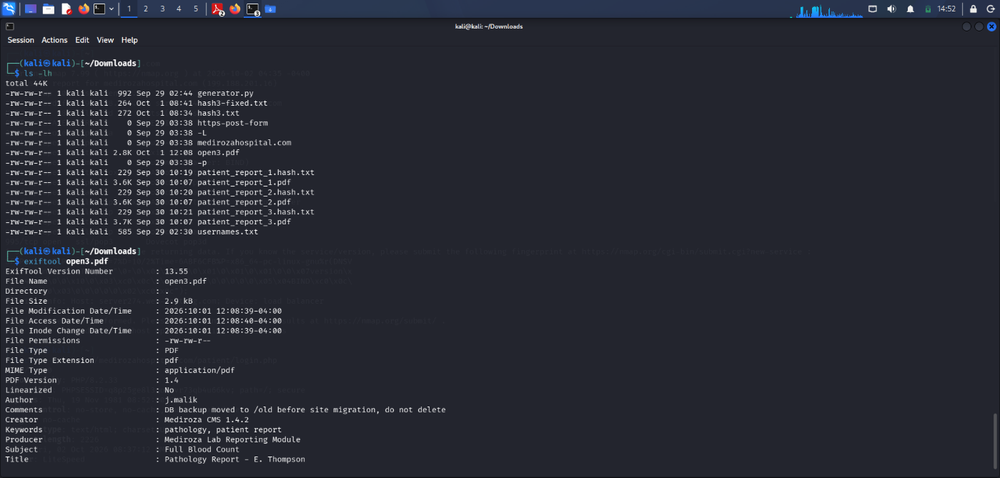 1 2 3 4 5 2 3 14:52
kali@kali: ~/Downloads
Session Actions Edit View Help
┌──(kali㉿kali)-[~/Downloads]
└─$ ls -lh
total 44K
-rw-rw-r-- 1 kali kali 992 Sep 29 02:44 generator.py
-rw-rw-r-- 1 kali kali 264 Oct 1 08:41 hash3-fixed.txt
-rw-rw-r-- 1 kali kali 272 Oct 1 08:34 hash3.txt
-rw-rw-r-- 1 kali kali 0 Sep 29 03:38 https-post-form
-rw-rw-r-- 1 kali kali 0 Sep 29 03:38 -L
-rw-rw-r-- 1 kali kali 0 Sep 29 03:38 medirozahospital.com
-rw-rw-r-- 1 kali kali 2.8K Oct 1 12:08 open3.pdf
-rw-rw-r-- 1 kali kali 0 Sep 29 03:38 -p
-rw-rw-r-- 1 kali kali 229 Sep 30 10:19 patient_report_1.hash.txt
-rw-rw-r-- 1 kali kali 3.6K Sep 30 10:07 patient_report_1.pdf
-rw-rw-r-- 1 kali kali 229 Sep 30 10:20 patient_report_2.hash.txt
-rw-rw-r-- 1 kali kali 3.6K Sep 30 10:07 patient_report_2.pdf
-rw-rw-r-- 1 kali kali 229 Sep 30 10:21 patient_report_3.hash.txt
-rw-rw-r-- 1 kali kali 3.7K Sep 30 10:07 patient_report_3.pdf
-rw-rw-r-- 1 kali kali 585 Sep 29 02:30 usernames.txt
┌──(kali㉿kali)-[~/Downloads]
└─$ exiftool open3.pdf
ExifTool Version Number : 13.55
File Name : open3.pdf
Directory : .
File Size : 2.9 kB
File Modification Date/Time : 2026:10:01 12:08:39-04:00
File Access Date/Time : 2026:10:01 12:08:40-04:00
File Inode Change Date/Time : 2026:10:01 12:08:39-04:00
File Permissions : -rw-rw-r--
File Type : PDF
File Type Extension : pdf
MIME Type : application/pdf
PDF Version : 1.4
Linearized : No
Author : j.malik
Comments : DB backup moved to /old before site migration, do not delete
Creator : Mediroza CMS 1.4.2
Keywords : pathology, patient report
Producer : Mediroza Lab Reporting Module
Subject : Full Blood Count
Title : Pathology Report - E. Thompson